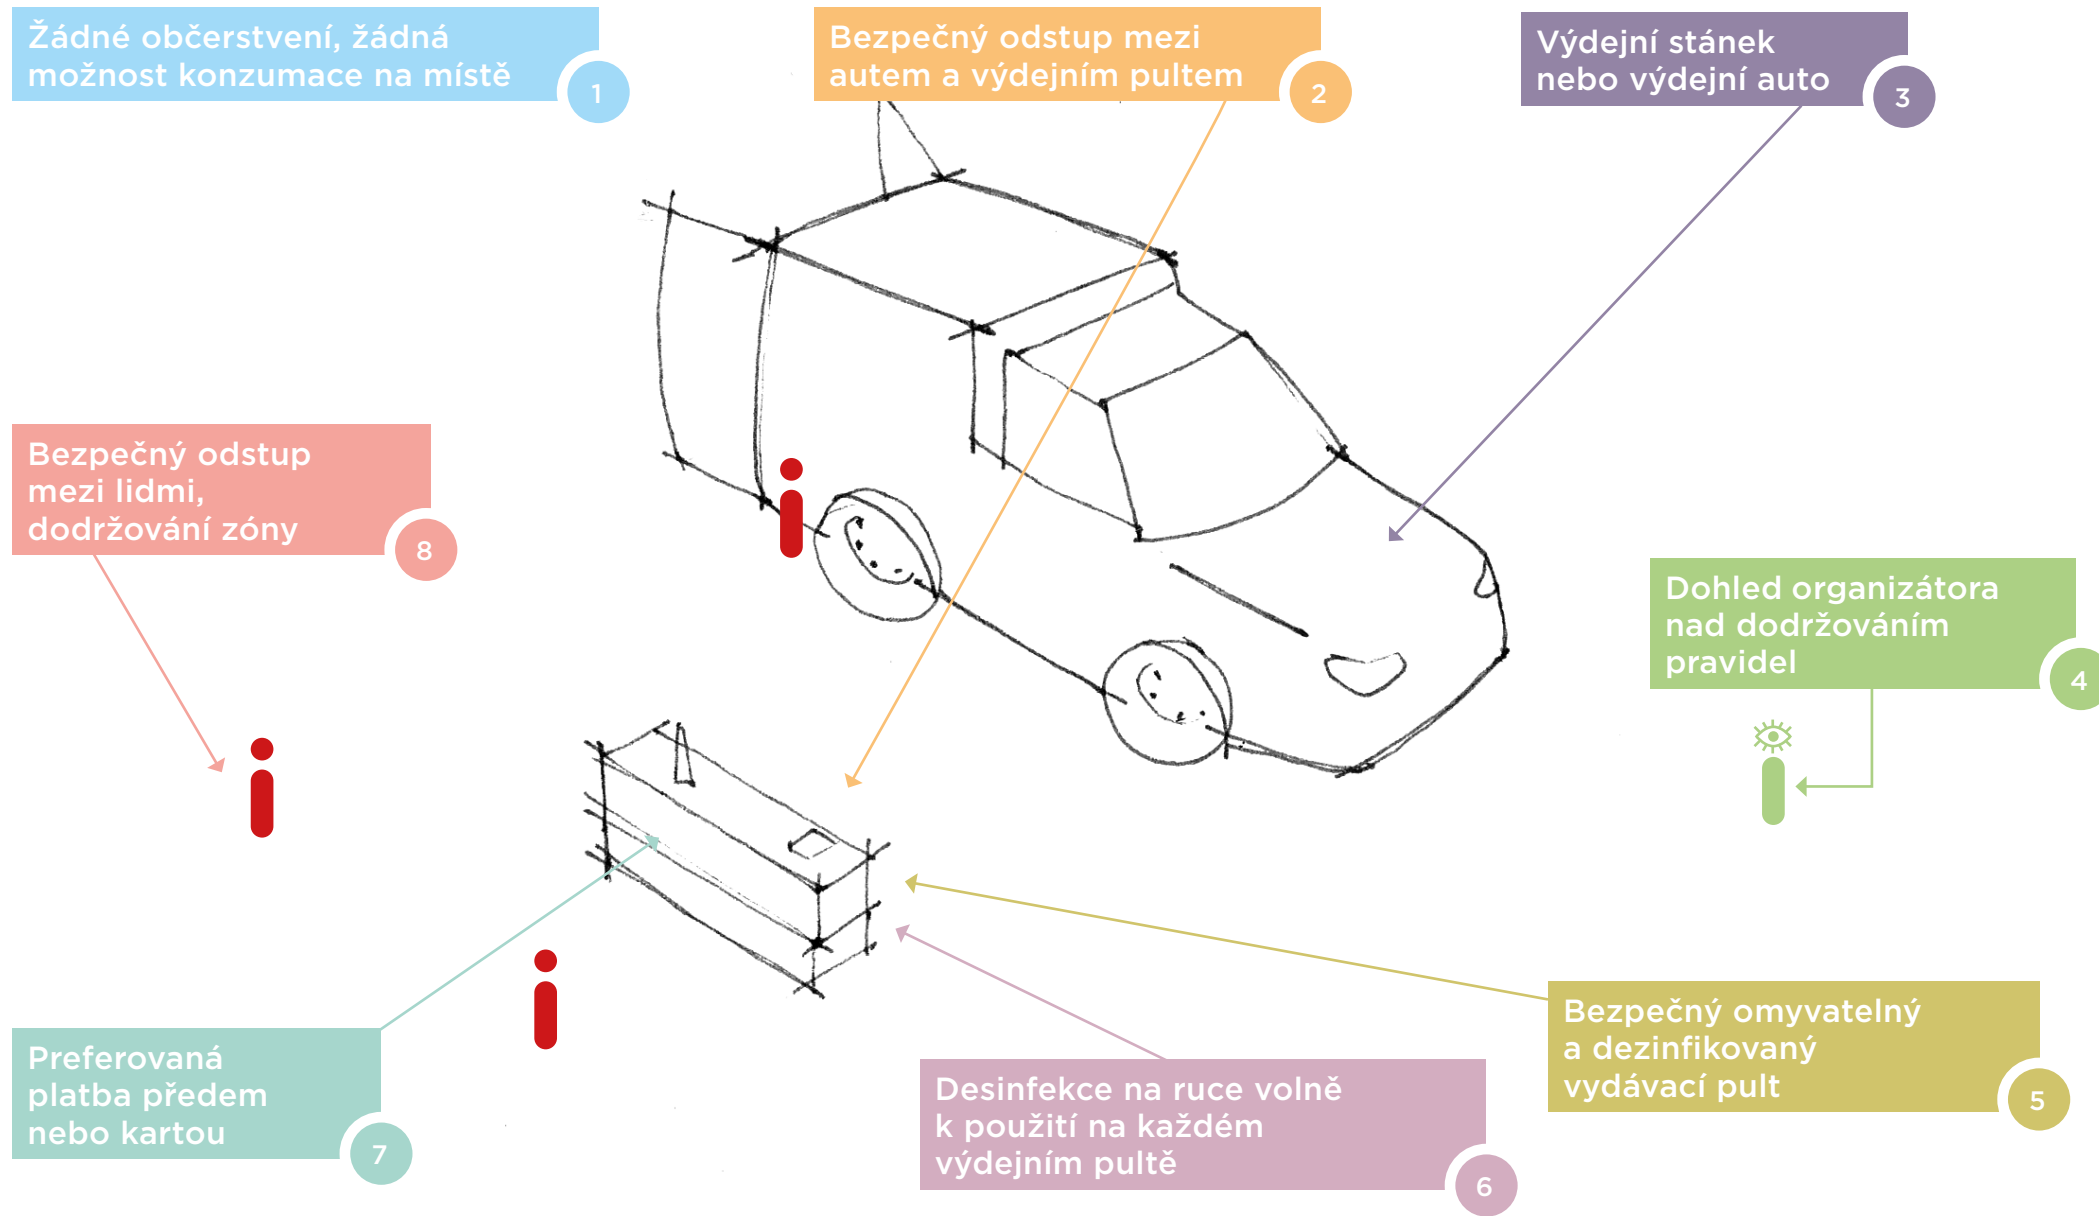 Žádné občerstvení, žádná
možnost konzumace na místě
1
Bezpečný odstup mezi
autem a výdejním pultem
2
Výdejní stánek
nebo výdejní auto
3
Bezpečný odstup
mezi lidmi,
dodržování zóny
8
Dohled organizátora
nad dodržováním
pravidel
4
Preferovaná
platba předem
nebo kartou
7
Desinfekce na ruce volně
k použití na každém
výdejním pultě
6
Bezpečný omyvatelný
a dezinfikovaný
vydávací pult
5